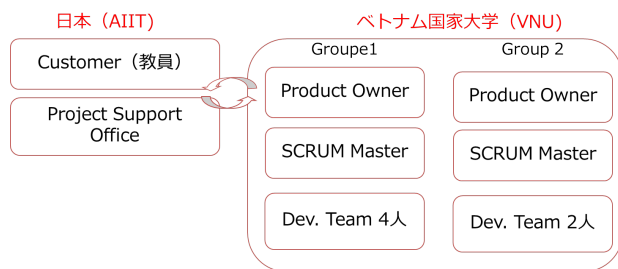 日本（AIIT）
Customer（教員）
Project Support
Office
ベトナム国家大学（VNU)
Groupe1
Product Owner
SCRUM Master
Dev. Team 4人
Group 2
Product Owner
SCRUM Master
Dev. Team 2人